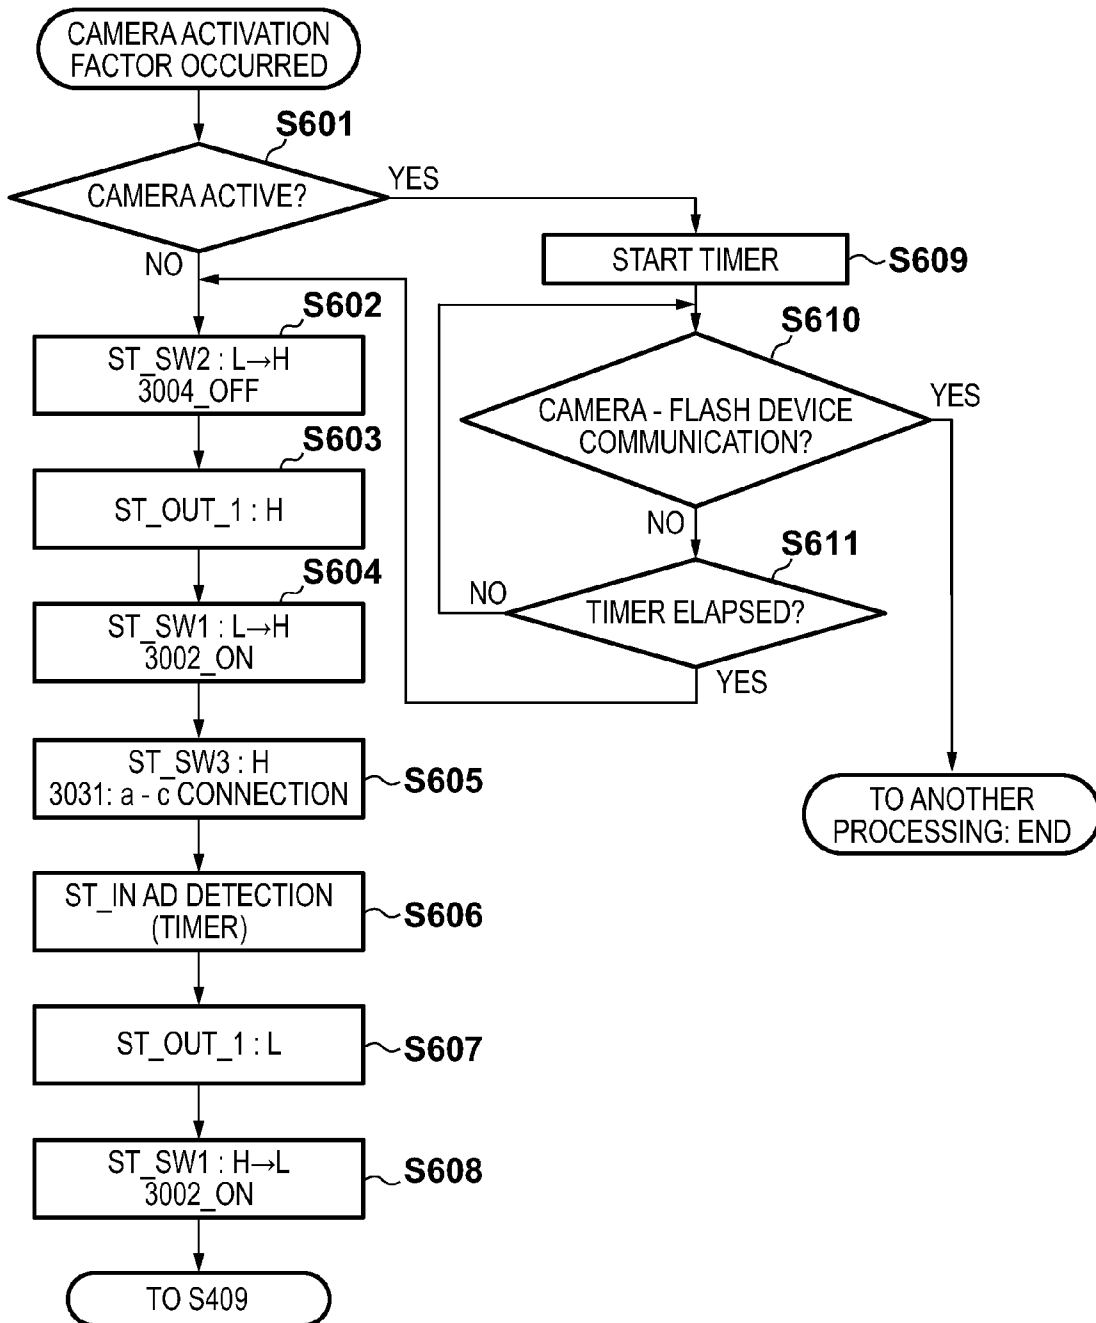 CAMERA ACTIVATION
FACTOR OCCURRED
S601
CAMERA ACTIVE?
YES
NO
START TIMER
S609
S602
ST_SW2 : L→H
3004_OFF
S610
CAMERA - FLASH DEVICE
COMMUNICATION?
YES
NO
S603
ST_OUT_1 : H
S611
TIMER ELAPSED?
NO
YES
S604
ST_SW1 : L→H
3002_ON
ST_SW3 : H
3031: a - c CONNECTION
S605
TO ANOTHER
PROCESSING: END
ST_IN AD DETECTION
(TIMER)
S606
ST_OUT_1 : L
S607
ST_SW1 : H→L
3002_ON
S608
TO S409